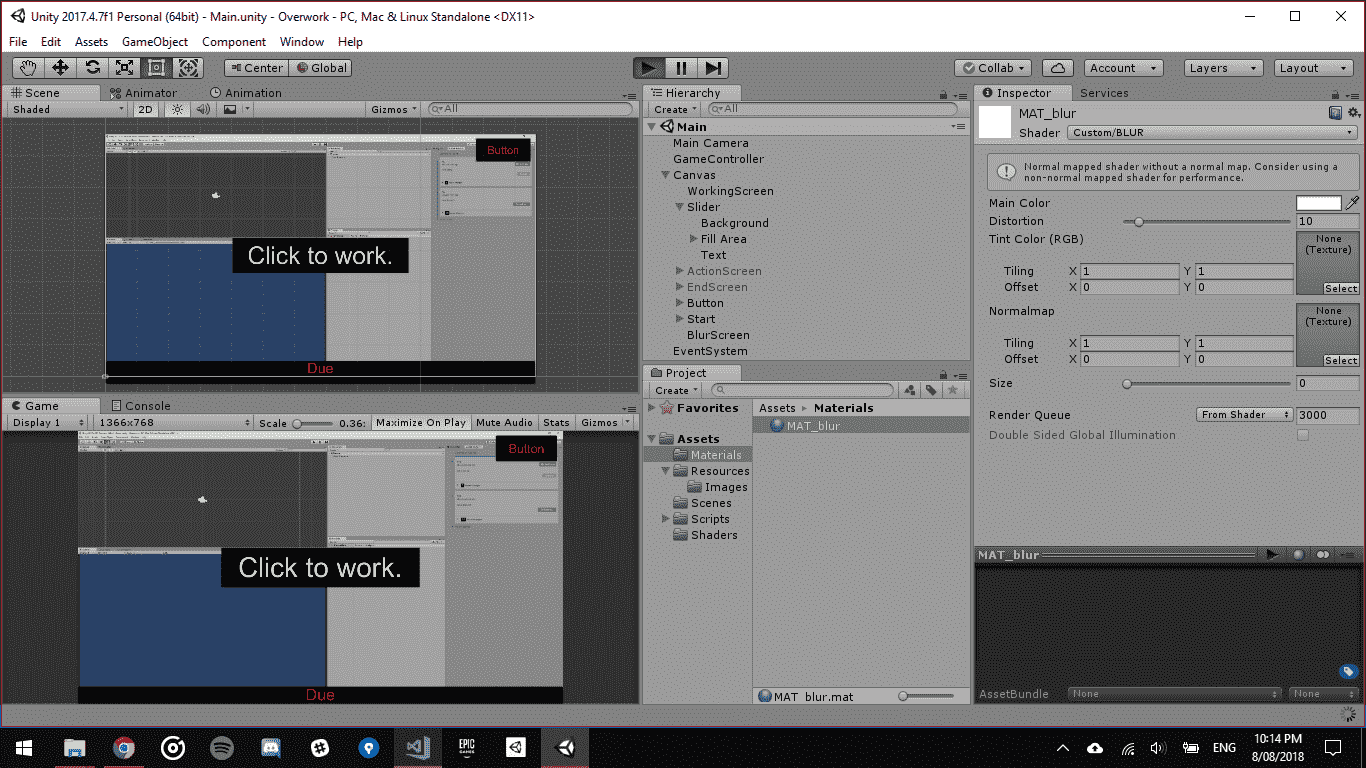 Unity 2017.4.7f1 Personal (64bit) - Main.unity - Overwork - PC, Mac & Linux Standalone <DX11>
File Edit Assets GameObject Component Window Help
Center Global Collab Account Layers Layout
Scene Animator Animation
Shaded 2D Gizmos All
Button
Click to work.
Due
Game Console
Display 1 1366x768 Scale 0.36: Maximize On Play Mute Audio Stats Gizmos
Button
Click to work.
Due
Hierarchy
Create All
Main
Main Camera
GameController
Canvas
WorkingScreen
Slider
Background
Fill Area
Text
ActionScreen
EndScreen
Button
Start
BlurScreen
EventSystem
Project
Create
Favorites
Assets
Materials
Resources
Images
Scenes
Scripts
Shaders
Assets Materials
MAT_blur
MAT_blur.mat
Inspector Services
MAT_blur
Shader Custom/BLUR
Normal mapped shader without a normal map. Consider using a
non-normal mapped shader for performance.
Main Color
Distortion 10
Tint Color (RGB) None
(Texture)
Tiling X 1 Y 1
Offset X 0 Y 0 Select
Normalmap None
(Texture)
Tiling X 1 Y 1
Offset X 0 Y 0 Select
Size 0
Render Queue From Shader 3000
Double Sided Global Illumination
MAT_blur
AssetBundle None None
EPIC
GAMES
ENG
10:14 PM
8/08/2018